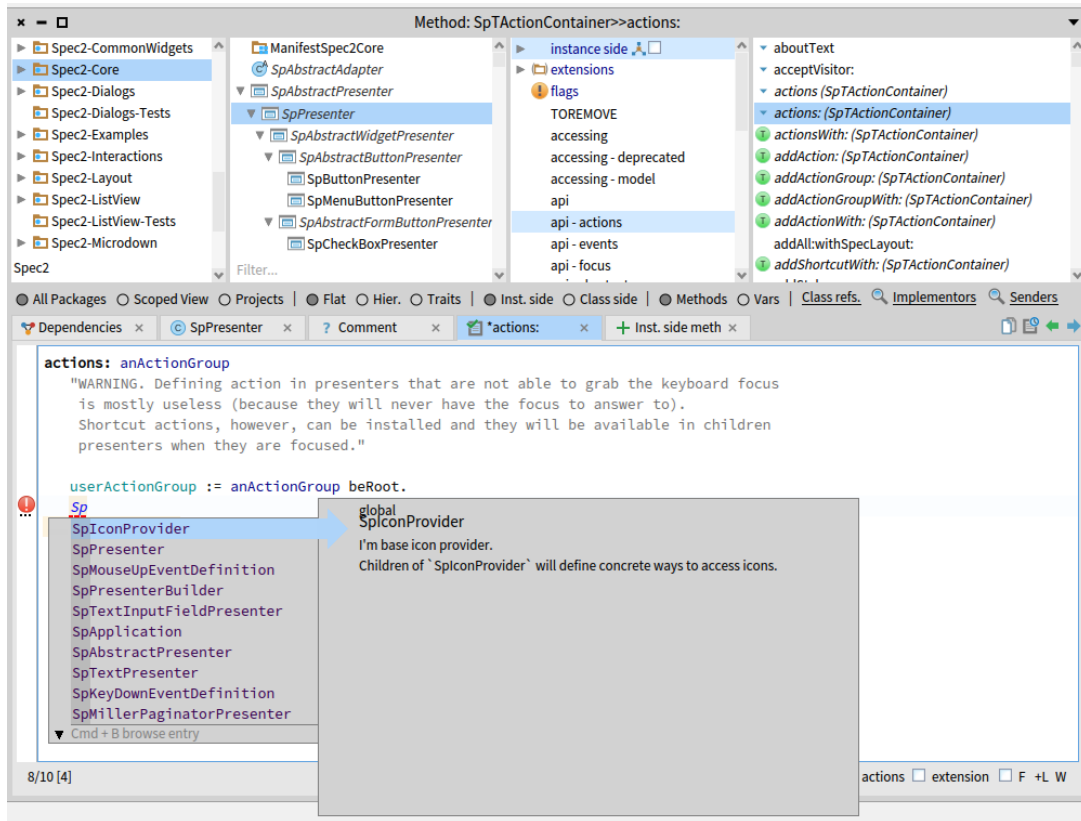 Method: SpTActionContainer>>actions:
Spec2-CommonWidgets
Spec2-Core
Spec2-Dialogs
Spec2-Dialogs-Tests
Spec2-Examples
Spec2-Interactions
Spec2-Layout
Spec2-ListView
Spec2-ListView-Tests
Spec2-Microdown
Spec2
ManifestSpec2Core
SpAbstractAdapter
SpAbstractPresenter
SpPresenter
SpAbstractWidgetPresenter
SpAbstractButtonPresenter
SpButtonPresenter
SpMenuButtonPresenter
SpAbstractFormButtonPresenter
SpCheckBoxPresenter
Filter...
instance side
extensions
flags
TOREMOVE
accessing
accessing - deprecated
accessing - model
api
api - actions
api - events
api - focus
aboutText
acceptVisitor:
actions (SpTActionContainer)
actions: (SpTActionContainer)
actionsWith: (SpTActionContainer)
addAction: (SpTActionContainer)
addActionGroup: (SpTActionContainer)
addActionGroupWith: (SpTActionContainer)
addActionWith: (SpTActionContainer)
addAll:withSpecLayout:
addShortcutWith: (SpTActionContainer)
All Packages Scoped View Projects | Flat Hier. Traits | Inst. side Class side | Methods Vars | Class refs. Implementors Senders
Dependencies × SpPresenter × ? Comment × *actions: × Inst. side meth ×
actions: anActionGroup
"WARNING. Defining action in presenters that are not able to grab the keyboard focus
is mostly useless (because they will never have the focus to answer to).
Shortcut actions, however, can be installed and they will be available in children
presenters when they are focused."
userActionGroup := anActionGroup beRoot.
Sp
SpIconProvider
SpPresenter
SpMouseUpEventDefinition
SpPresenterBuilder
SpTextInputFieldPresenter
SpApplication
SpAbstractPresenter
SpTextPresenter
SpKeyDownEventDefinition
SpMillerPaginatorPresenter
Cmd + B browse entry
global
SpIconProvider
I'm base icon provider.
Children of `SpIconProvider` will define concrete ways to access icons.
8/10 [4]
actions extension F +L W